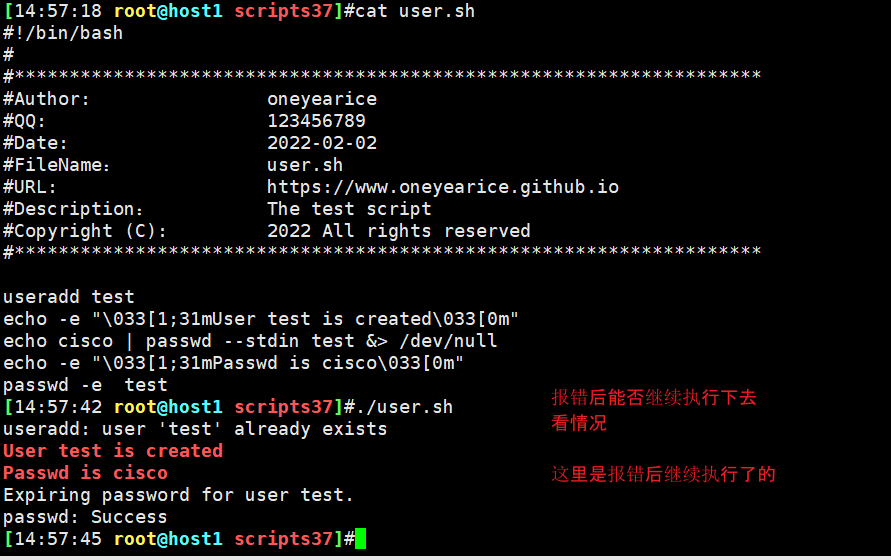 [14:57:18 root@host1 scripts37]#cat user.sh
#!/bin/bash
#
#********************************************************************
#Author:                oneyearice
#QQ:                    123456789
#Date:                  2022-02-02
#FileName：             user.sh
#URL:                   https://www.oneyearice.github.io
#Description：          The test script
#Copyright (C):         2022 All rights reserved
#********************************************************************
useradd test
echo -e "\033[1;31mUser test is created\033[0m"
echo cisco | passwd --stdin test &> /dev/null
echo -e "\033[1;31mPasswd is cisco\033[0m"
passwd -e  test
[14:57:42 root@host1 scripts37]#./user.sh
useradd: user 'test' already exists
User test is created
Passwd is cisco
Expiring password for user test.
passwd: Success
[14:57:45 root@host1 scripts37]#
报错后能否继续执行下去
看情况
这里是报错后继续执行了的